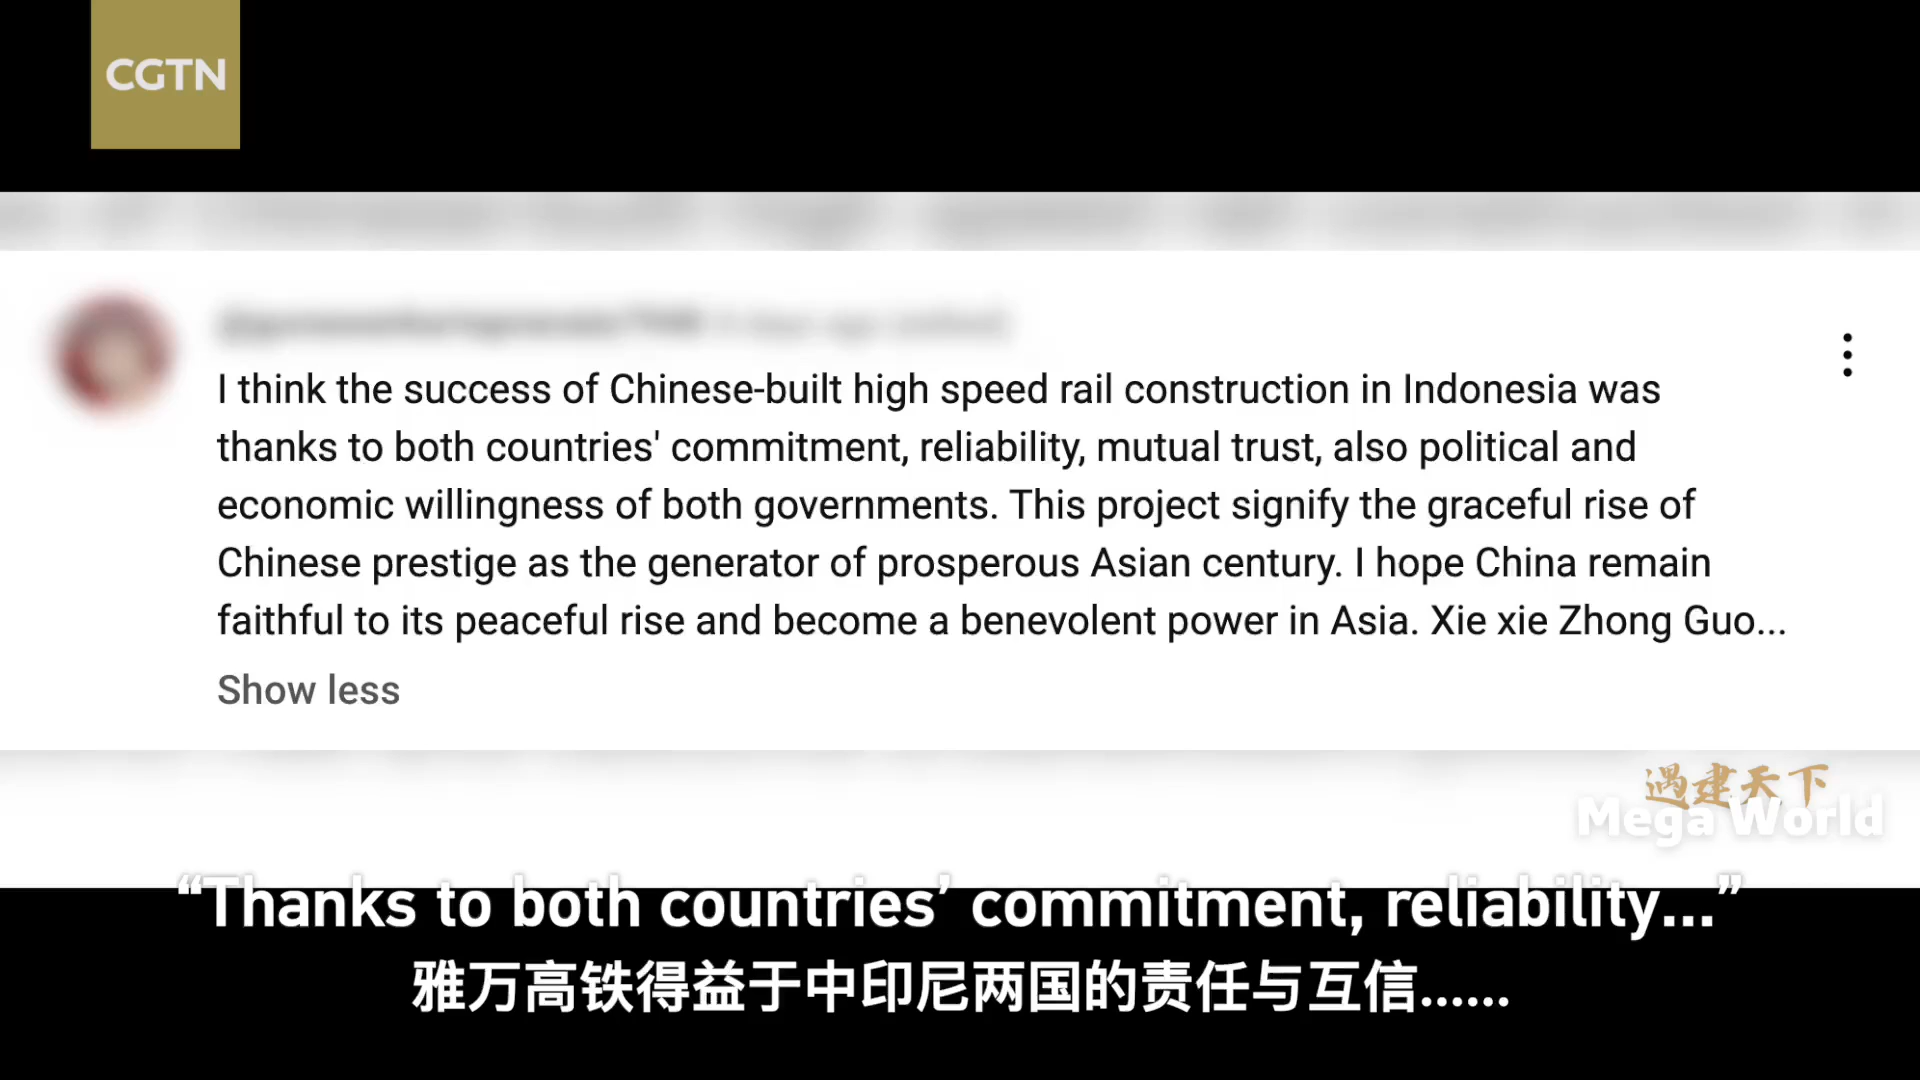 CGTN
I think the success of Chinese-built high speed rail construction in Indonesia was
thanks to both countries' commitment, reliability, mutual trust, also political and
economic willingness of both governments. This project signify the graceful rise of
Chinese prestige as the generator of prosperous Asian century. I hope China remain
faithful to its peaceful rise and become a benevolent power in Asia. Xie xie Zhong Guo...
Show less
遇建天下
Mega World
“Thanks to both countries’ commitment, reliability...”
雅万高铁得益于中印尼两国的责任与互信......